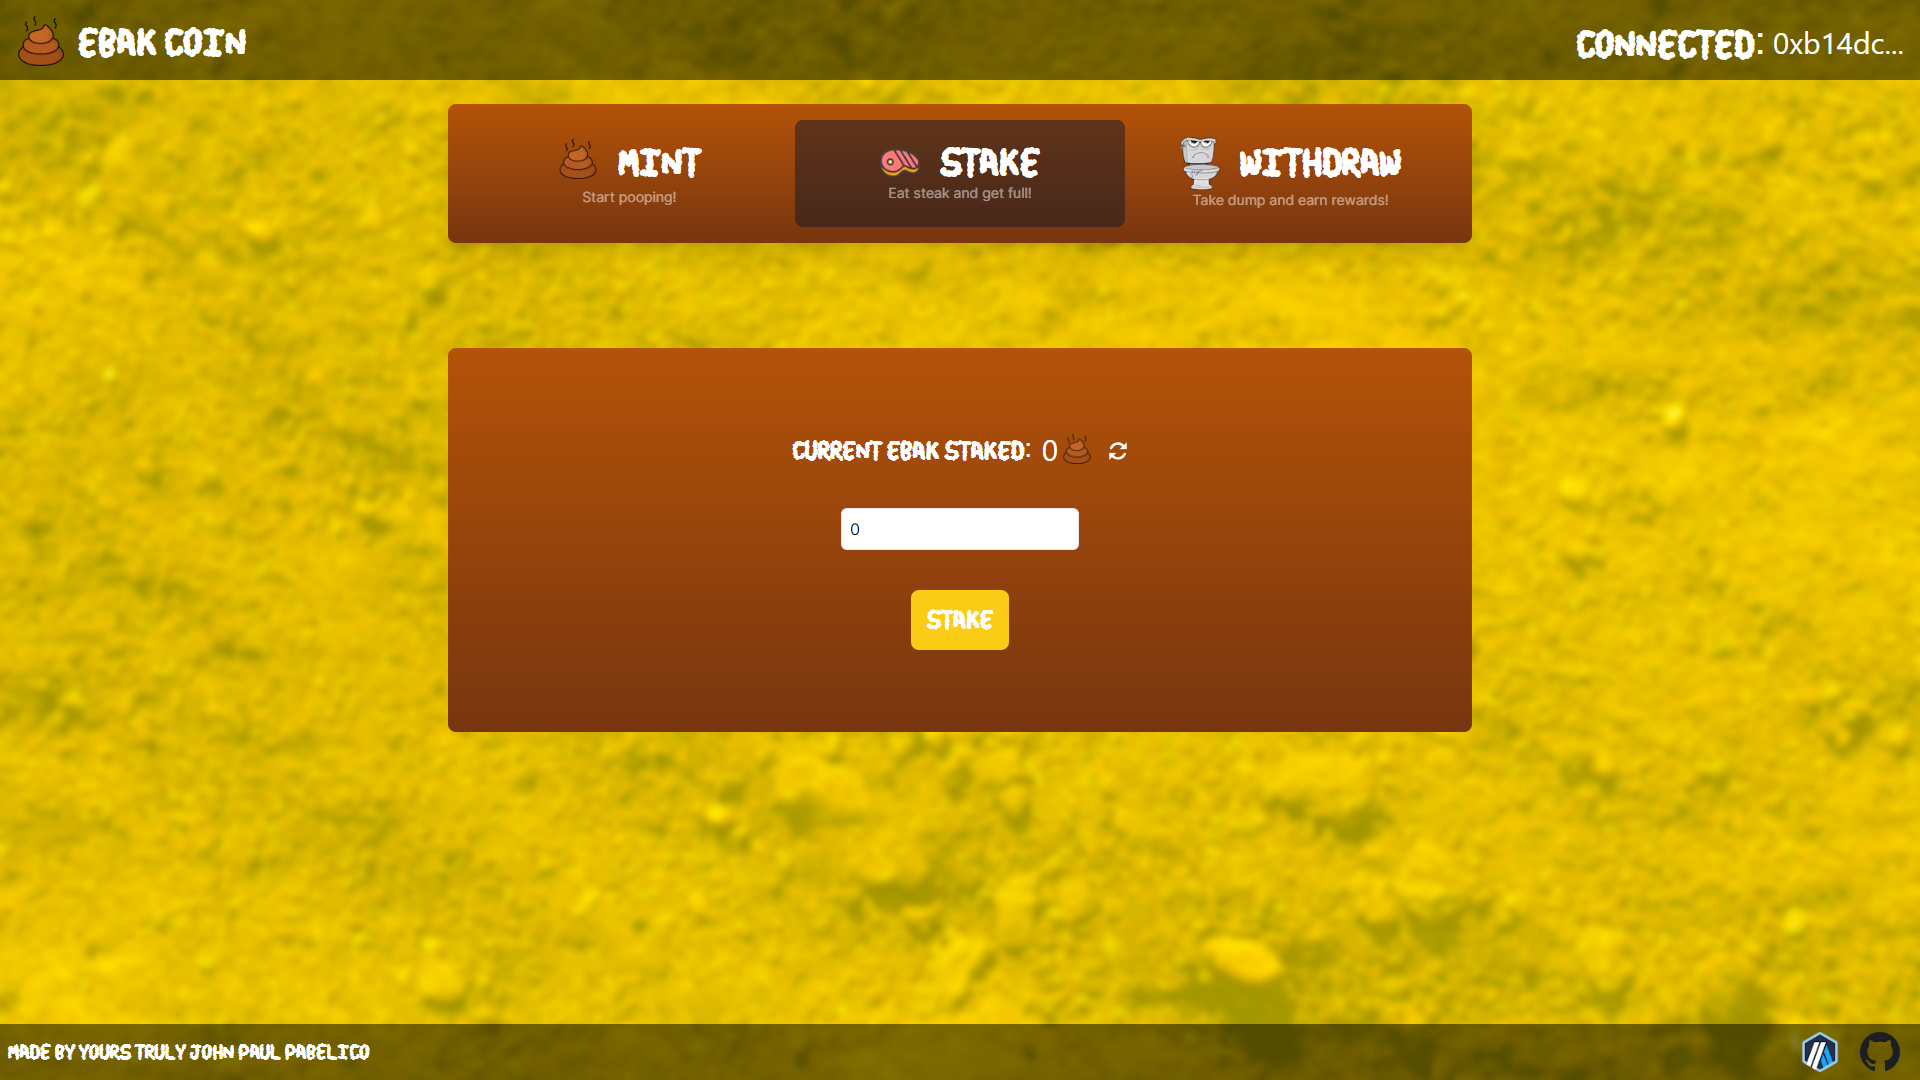 EBAK COIN
CONNECTED: 0xb14dc...
MINT
Start pooping!
STAKE
Eat steak and get full!
WITHDRAW
Take dump and earn rewards!
CURRENT EBAK STAKED: 0
0
STAKE
MADE BY YOURS TRULY JOHN PAUL PABELICO